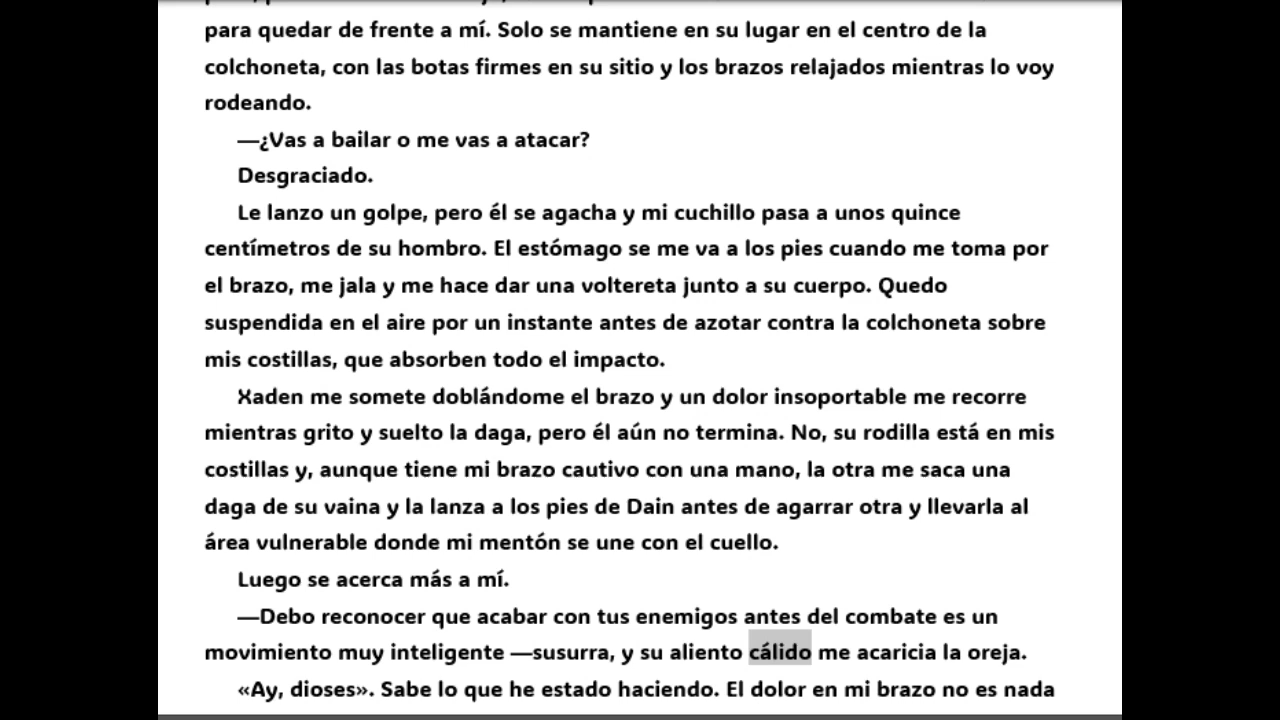 para quedar de frente a mí. Solo se mantiene en su lugar en el centro de la
colchoneta, con las botas firmes en su sitio y los brazos relajados mientras lo voy
rodeando.
—¿Vas a bailar o me vas a atacar?
Desgraciado.
Le lanzo un golpe, pero él se agacha y mi cuchillo pasa a unos quince
centímetros de su hombro. El estómago se me va a los pies cuando me toma por
el brazo, me jala y me hace dar una voltereta junto a su cuerpo. Quedo
suspendida en el aire por un instante antes de azotar contra la colchoneta sobre
mis costillas, que absorben todo el impacto.
Xaden me somete doblándome el brazo y un dolor insoportable me recorre
mientras grito y suelto la daga, pero él aún no termina. No, su rodilla está en mis
costillas y, aunque tiene mi brazo cautivo con una mano, la otra me saca una
daga de su vaina y la lanza a los pies de Dain antes de agarrar otra y llevarla al
área vulnerable donde mi mentón se une con el cuello.
Luego se acerca más a mí.
—Debo reconocer que acabar con tus enemigos antes del combate es un
movimiento muy inteligente —susurra, y su aliento cálido me acaricia la oreja.
«Ay, dioses». Sabe lo que he estado haciendo. El dolor en mi brazo no es nada